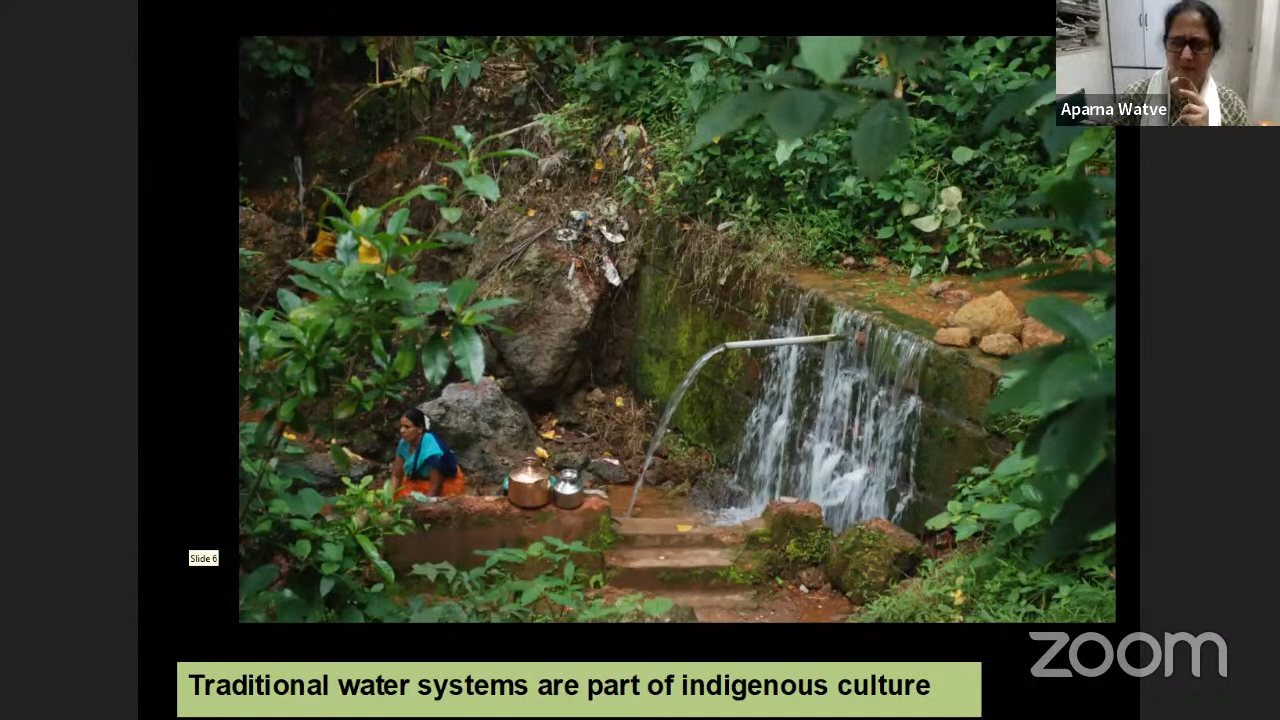 Aparna Watve
Slide 6
zoom
Traditional water systems are part of indigenous culture